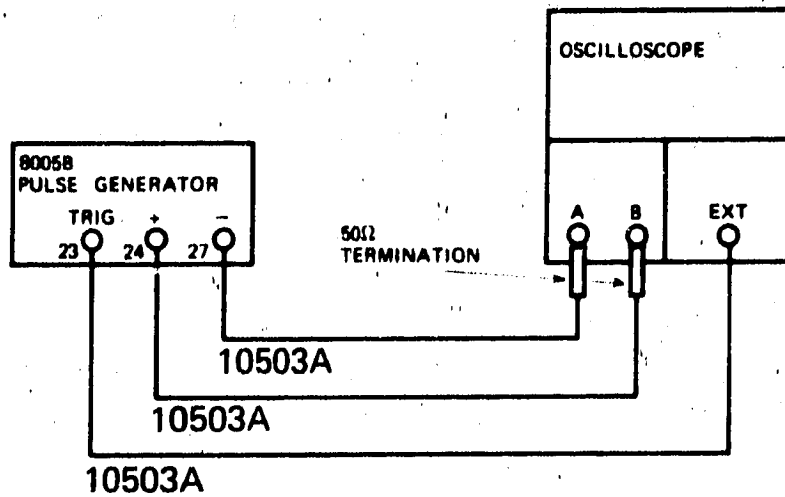 OSCILLOSCOPE
8005B
PULSE GENERATOR
TRIG + −
23 24 27
A B EXT
50Ω
TERMINATION
10503A
10503A
10503A